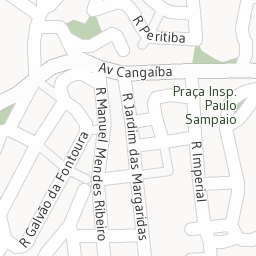 R Peritiba
Av Cangaíba
Praça Insp.
Paulo
Sampaio
R Manuel Mendes Ribeiro
R Jardim das Margaridas
R Imperial
R Galvão da Fontoura